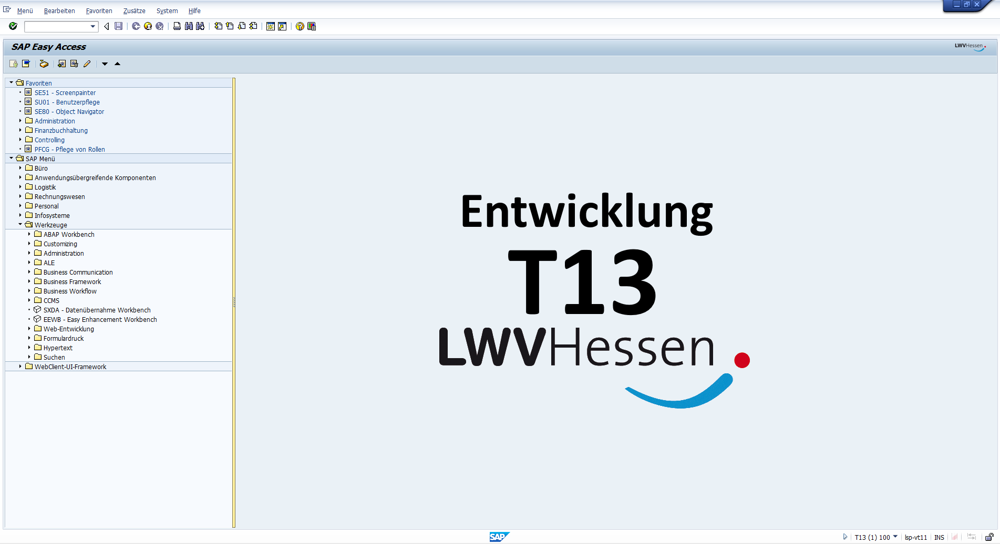 Menü Bearbeiten Favoriten Zusätze System Hilfe
SAP Easy Access
LWVHessen
Favoriten
SE51 - Screenpainter
SU01 - Benutzerpflege
SE80 - Object Navigator
Administration
Finanzbuchhaltung
Controlling
PFCG - Pflege von Rollen
SAP Menü
Büro
Anwendungsübergreifende Komponenten
Logistik
Rechnungswesen
Personal
Infosysteme
Werkzeuge
ABAP Workbench
Customizing
Administration
ALE
Business Communication
Business Framework
Business Workflow
CCMS
SXDA - Datenübernahme Workbench
EEWB - Easy Enhancement Workbench
Web-Entwicklung
Formulardruck
Hypertext
Suchen
WebClient-UI-Framework
Entwicklung
T13
LWVHessen
SAP
T13 (1) 100
lsp-vt11
INS